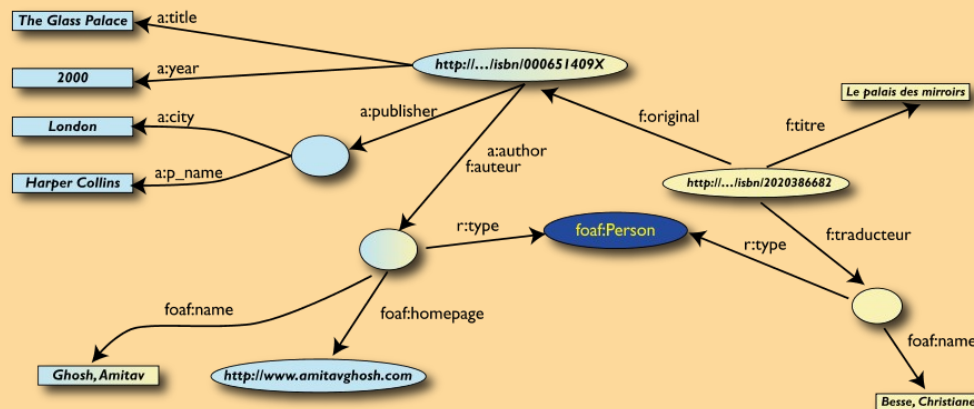 The Glass Palace
a:title
http://.../isbn/000651409X
2000
a:year
Le palais des mirroirs
London
a:city
a:publisher
f:original
f:titre
a:author
f:auteur
Harper Collins
a:p_name
http://.../isbn/2020386682
r:type
foaf:Person
r:type
f:traducteur
foaf:name
foaf:homepage
foaf:name
Ghosh, Amitav
http://www.amitavghosh.com
Besse, Christiane